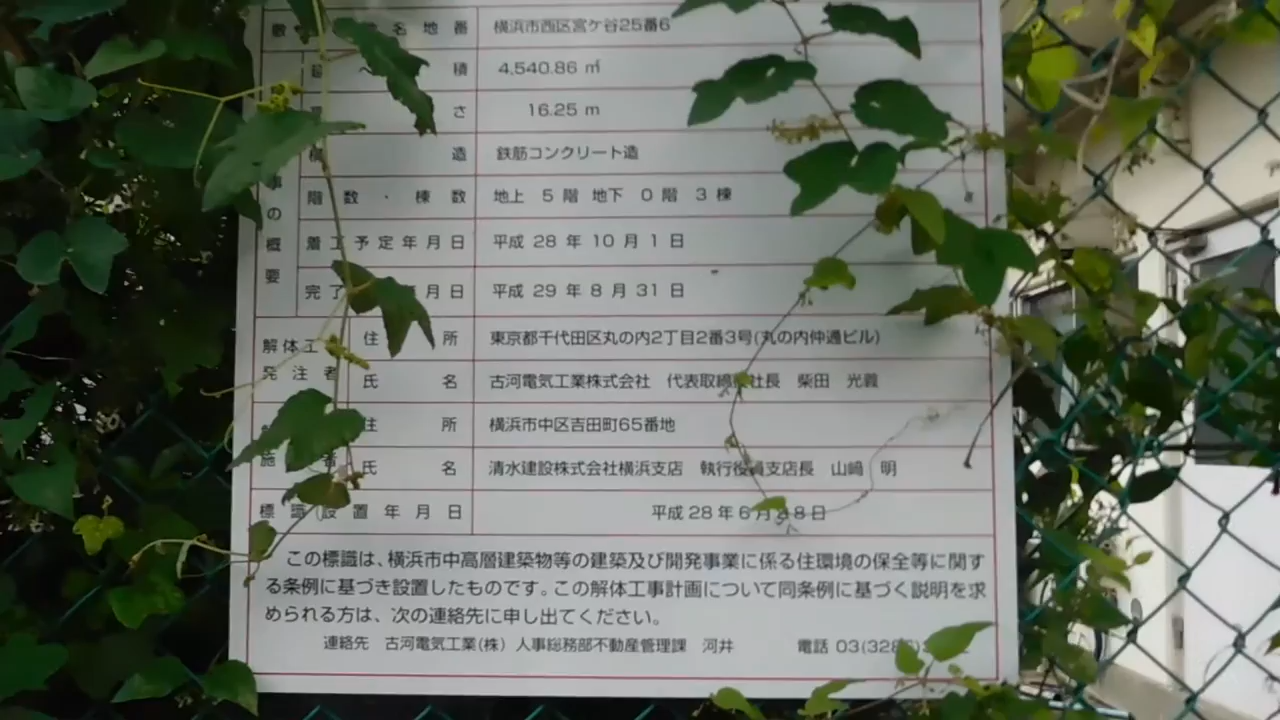 敷 名地番 横浜市西区宮ケ谷25番6
積 4,540.86 ㎡
さ 16.25 m
造 鉄筋コンクリート造
階数・棟数 地上 5 階 地下 0 階 3 棟
事の概要
着工予定年月日 平成 28 年 10 月 1 日
完了 月日 平成 29 年 8 月 31 日
解体工 発注者
住所 東京都千代田区丸の内2丁目2番3号(丸の内仲通ビル)
氏名 古河電気工業株式会社 代表取締 社長 柴田 光義
住所 横浜市中区吉田町65番地
施 者 氏名 清水建設株式会社横浜支店 執行役員支店長 山﨑 明
標識設置年月日 平成 28 年 6 月 8日
この標識は、横浜市中高層建築物等の建築及び開発事業に係る住環境の保全等に関す
る条例に基づき設置したものです。この解体工事計画について同条例に基づく説明を求
められる方は、次の連絡先に申し出てください。
連絡先 古河電気工業(株) 人事総務部不動産管理課 河井 電話 03(328